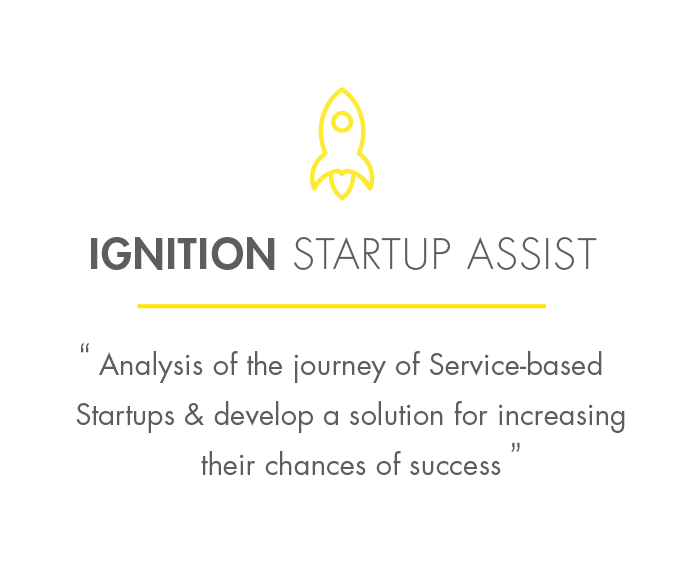 IGNITION STARTUP ASSIST
“ Analysis of the journey of Service-based
Startups & develop a solution for increasing
their chances of success ”